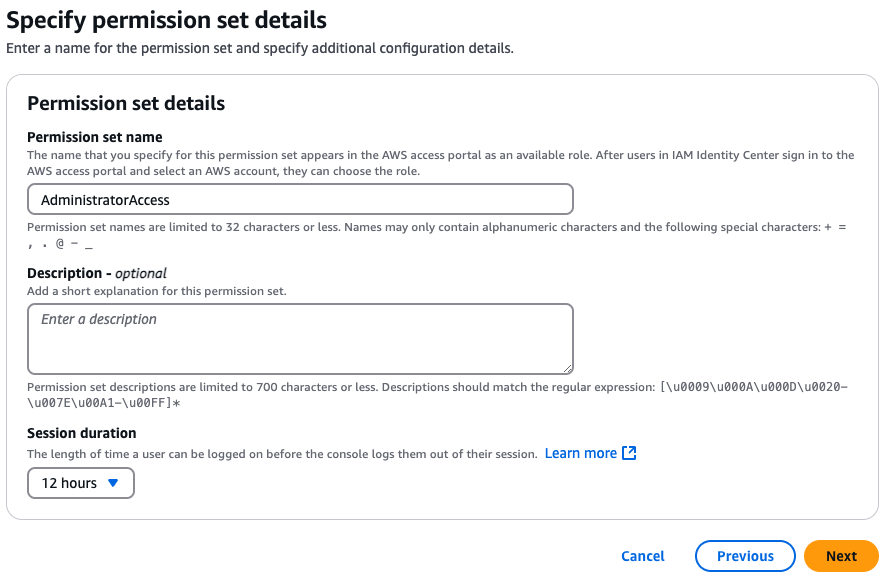 Specify permission set details
Enter a name for the permission set and specify additional configuration details.
Permission set details
Permission set name
The name that you specify for this permission set appears in the AWS access portal as an available role. After users in IAM Identity Center sign in to the
AWS access portal and select an AWS account, they can choose the role.
AdministratorAccess
Permission set names are limited to 32 characters or less. Names may only contain alphanumeric characters and the following special characters: + =
, . @ - _
Description - optional
Add a short explanation for this permission set.
Enter a description
Permission set descriptions are limited to 700 characters or less. Descriptions should match the regular expression: [\u0009\u000A\u000D\u0020-
\u007E\u00A1-\u00FF]*
Session duration
The length of time a user can be logged on before the console logs them out of their session. Learn more
12 hours
Cancel Previous Next